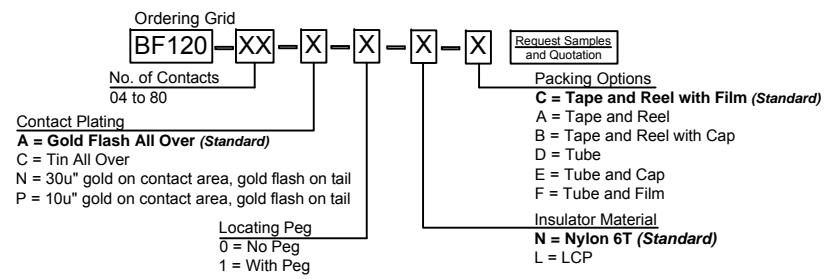 Ordering Grid
BF120 - XX - X - X - X - X
Request Samples
and Quotation
No. of Contacts
04 to 80
Contact Plating
A = Gold Flash All Over (Standard)
C = Tin All Over
N = 30u" gold on contact area, gold flash on tail
P = 10u" gold on contact area, gold flash on tail
Locating Peg
0 = No Peg
1 = With Peg
Packing Options
C = Tape and Reel with Film (Standard)
A = Tape and Reel
B = Tape and Reel with Cap
D = Tube
E = Tube and Cap
F = Tube and Film
Insulator Material
N = Nylon 6T (Standard)
L = LCP